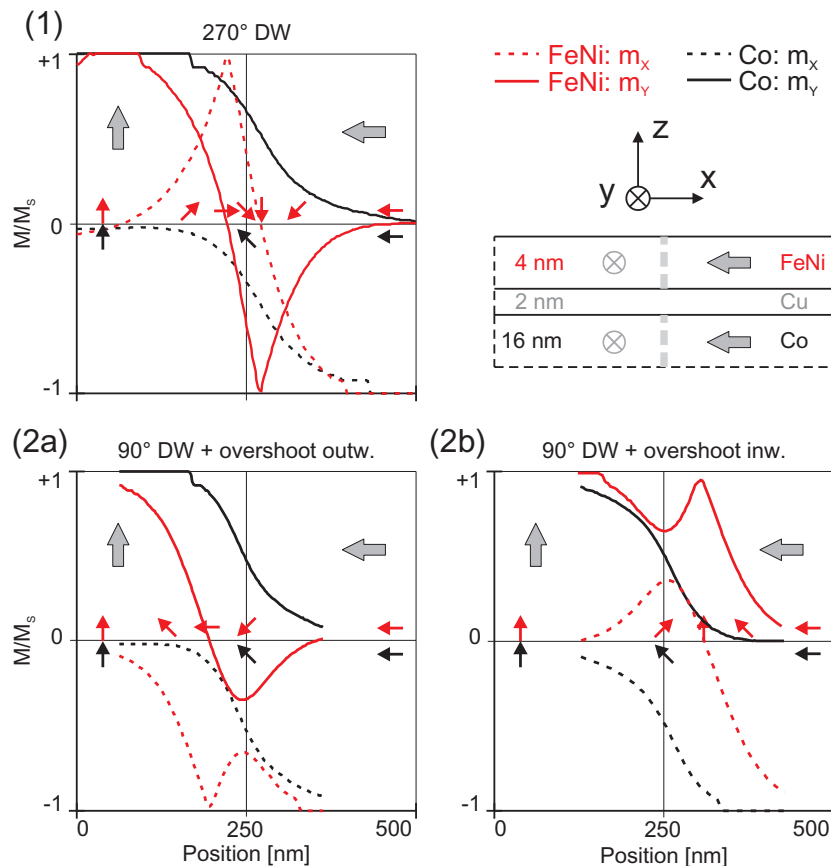 (1)
270° DW
+1
0
-1
M/Ms
FeNi: mX
FeNi: mY
Co: mX
Co: mY
z
y
x
4 nm
FeNi
2 nm
Cu
16 nm
Co
(2a)
90° DW + overshoot outw.
+1
0
-1
M/Ms
0
250
500
Position [nm]
(2b)
90° DW + overshoot inw.
+1
0
-1
0
250
500
Position [nm]